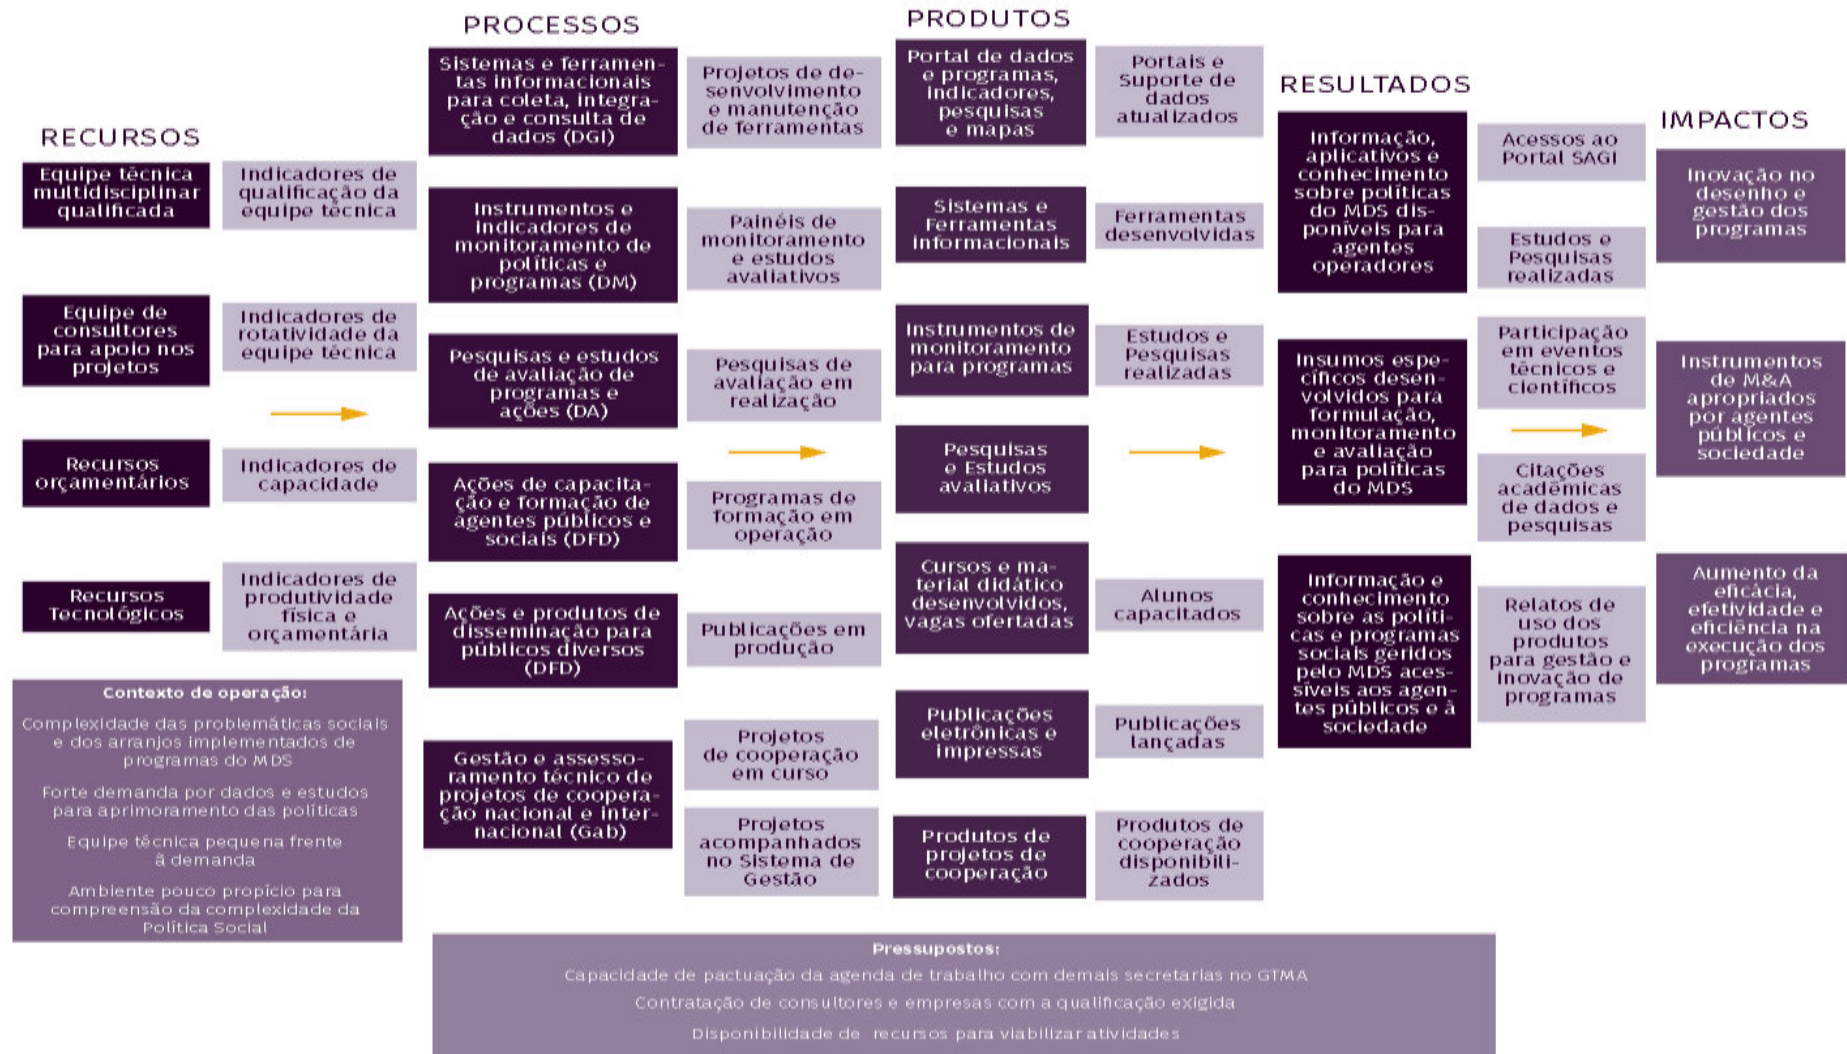 RECURSOS
Equipe técnica
multidisciplinar
qualificada
Indicadores de
qualificação da
equipe técnica
Equipe de
consultores
para apoio nos
projetos
Indicadores de
rotatividade da
equipe técnica
Recursos
orçamentários
Indicadores de
capacidade
Recursos
Tecnológicos
Indicadores de
produtividade
física e
orçamentária
Contexto de operação:
Complexidade das problemáticas sociais
e dos arranjos implementados de
programas do MDS
Forte demanda por dados e estudos
para aprimoramento das políticas
Equipe técnica pequena frente
à demanda
Ambiente pouco propício para
compreensão da complexidade da
Política Social
PROCESSOS
Sistemas e ferramen-
tas informacionais
para coleta, integra-
ção e consulta de
dados (DGI)
Projetos de de-
senvolvimento
e manutenção
de ferramentas
Instrumentos e
Indicadores de
monitoramento de
políticas e
programas (DM)
Painéis de
monitoramento
e estudos
avaliativos
Pesquisas e estudos
de avaliação de
programas e
ações (DA)
Pesquisas de
avaliação em
realização
Ações de capacita-
ção e formação de
agentes públicos e
sociais (DFD)
Programas de
formação em
operação
Ações e produtos de
disseminação para
públicos diversos
(DFD)
Publicações em
produção
Gestão e assesso-
ramento técnico de
projetos de coopera-
ção nacional e inter-
nacional (Gab)
Projetos
de cooperação
em curso
Projetos
acompanhados
no Sistema de
Gestão
PRODUTOS
Portal de dados
e programas,
indicadores,
pesquisas
e mapas
Portais e
Suporte de
dados
atualizados
Sistemas e
Ferramentas
informacionais
Ferramentas
desenvolvidas
Instrumentos de
monitoramento
para programas
Estudos e
Pesquisas
realizadas
Pesquisas
e Estudos
avaliativos
Cursos e ma-
terial didático
desenvolvidos,
vagas ofertadas
Alunos
capacitados
Publicações
eletrônicas e
impressas
Publicações
lançadas
Produtos de
projetos de
cooperação
Produtos de
cooperação
disponibili-
zados
RESULTADOS
Informação,
aplicativos e
conhecimento
sobre políticas
do MDS dis-
poníveis para
agentes
operadores
Acessos ao
Portal SAGI
Estudos e
Pesquisas
realizadas
Insumos espe-
cíficos desen-
volvidos para
formulação,
monitoramento
e avaliação
para políticas
do MDS
Participação
em eventos
técnicos e
científicos
Citações
acadêmicas
de dados e
pesquisas
Informação e
conhecimento
sobre as políti-
cas e programas
sociais geridos
pelo MDS aces-
síveis aos agen-
tes públicos e à
sociedade
Relatos de
uso dos
produtos
para gestão e
inovação de
programas
IMPACTOS
Inovação no
desenho e
gestão dos
programas
Instrumentos
de M&A
apropriados
por agentes
públicos e
sociedade
Aumento da
eficácia,
efetividade e
eficiência na
execução dos
programas
Pressupostos:
Capacidade de pactuação da agenda de trabalho com demais secretarias no GTMA
Contratação de consultores e empresas com a qualificação exigida
Disponibilidade de recursos para viabilizar atividades